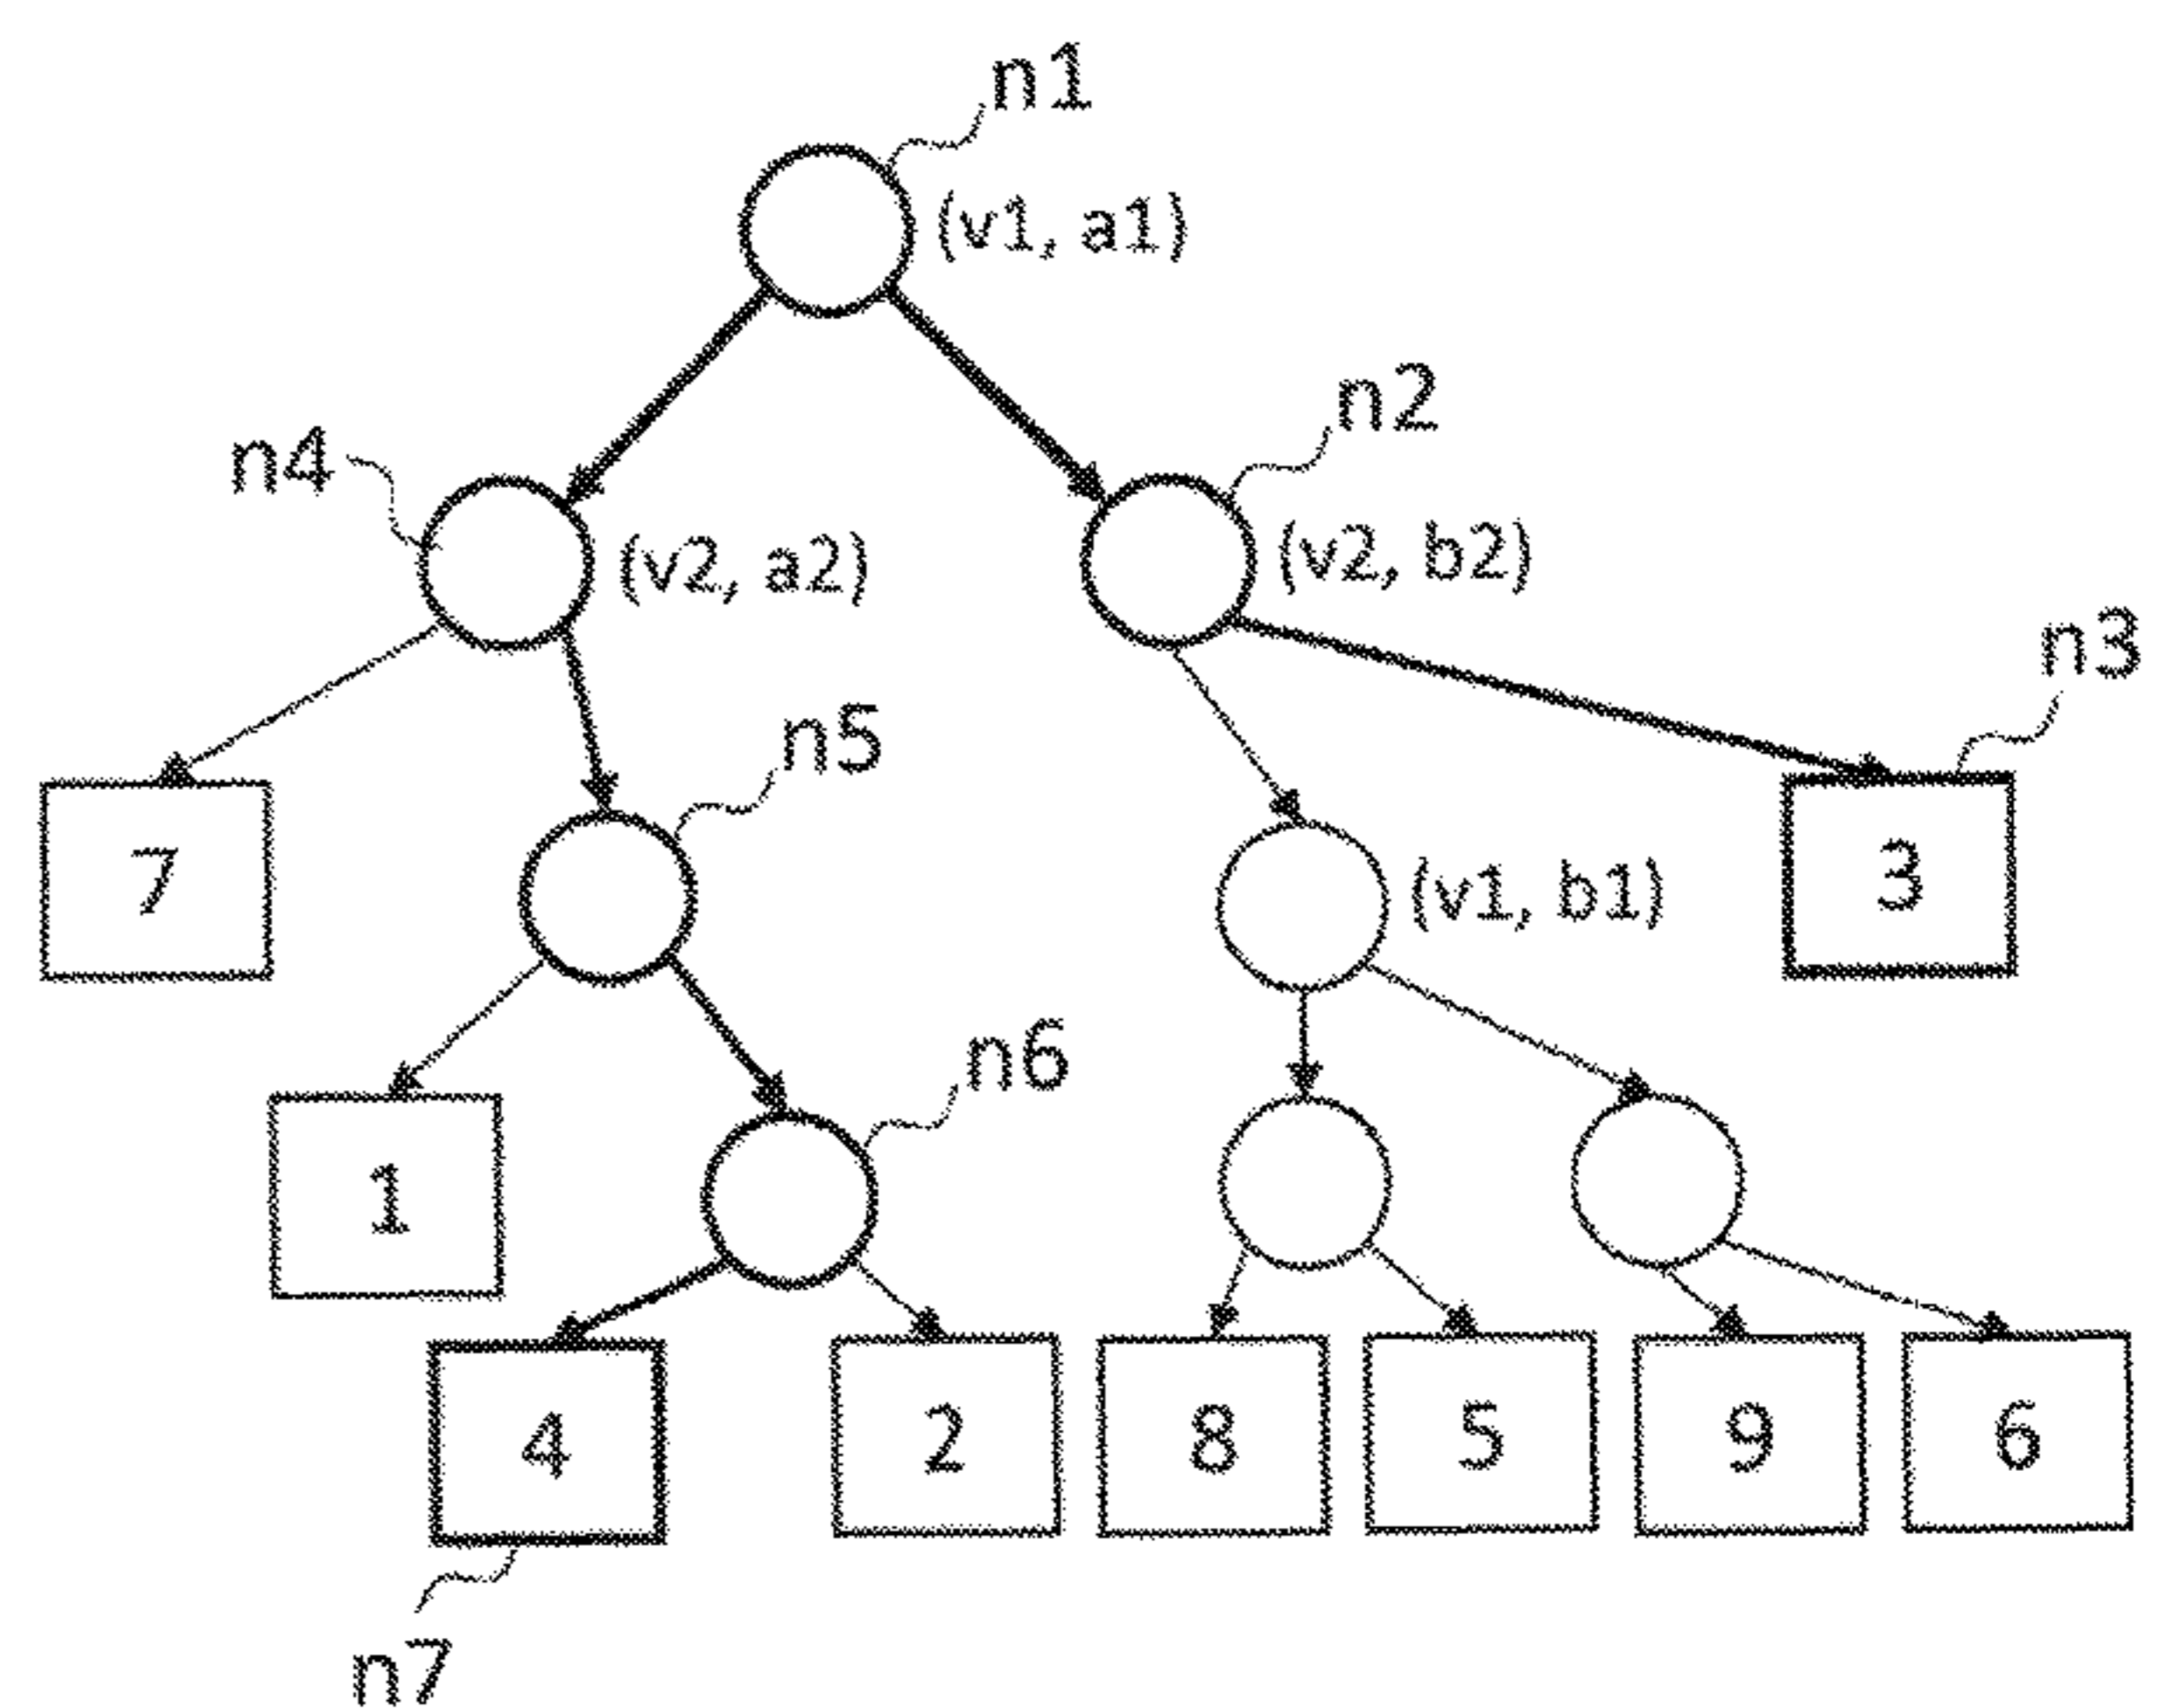 n1
(v1, a1)
n2
n4
(v2, a2)
(v2, b2)
n3
n5
7
(v1, b1)
3
n6
1
4
2
8
5
9
6
n7